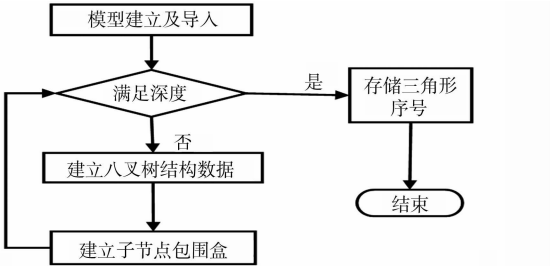 模型建立及导入
满足深度
是
存储三角形
序号
否
建立八叉树结构数据
结束
建立子节点包围盒